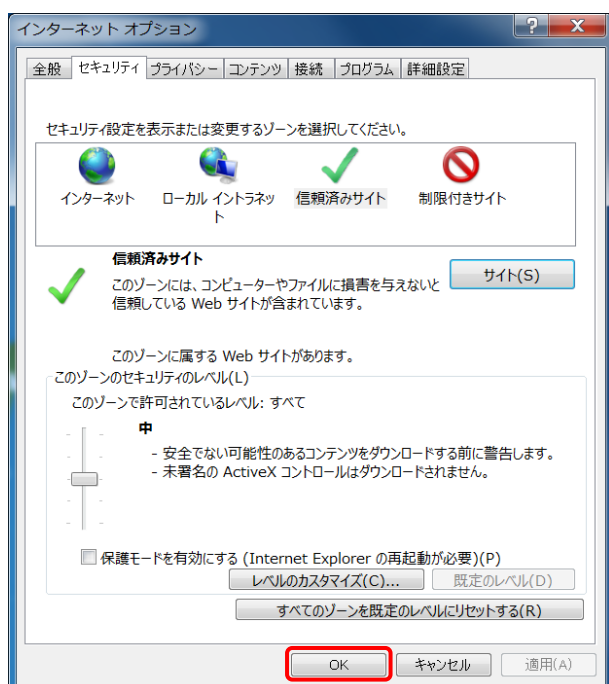 インターネット オプション
?
X
全般 セキュリティ プライバシー コンテンツ 接続 プログラム 詳細設定
セキュリティ設定を表示または変更するゾーンを選択してください。
インターネット ローカル イントラネッ 信頼済みサイト 制限付きサイト
ト
信頼済みサイト
このゾーンには、コンピューターやファイルに損害を与えないと
信頼している Web サイトが含まれています。
サイト(S)
このゾーンに属する Web サイトがあります。
このゾーンのセキュリティのレベル(L)
このゾーンで許可されているレベル: すべて
中
- 安全でない可能性のあるコンテンツをダウンロードする前に警告します。
- 未署名の ActiveX コントロールはダウンロードされません。
保護モードを有効にする (Internet Explorer の再起動が必要)(P)
レベルのカスタマイズ(C)... 既定のレベル(D)
すべてのゾーンを既定のレベルにリセットする(R)
OK キャンセル 適用(A)